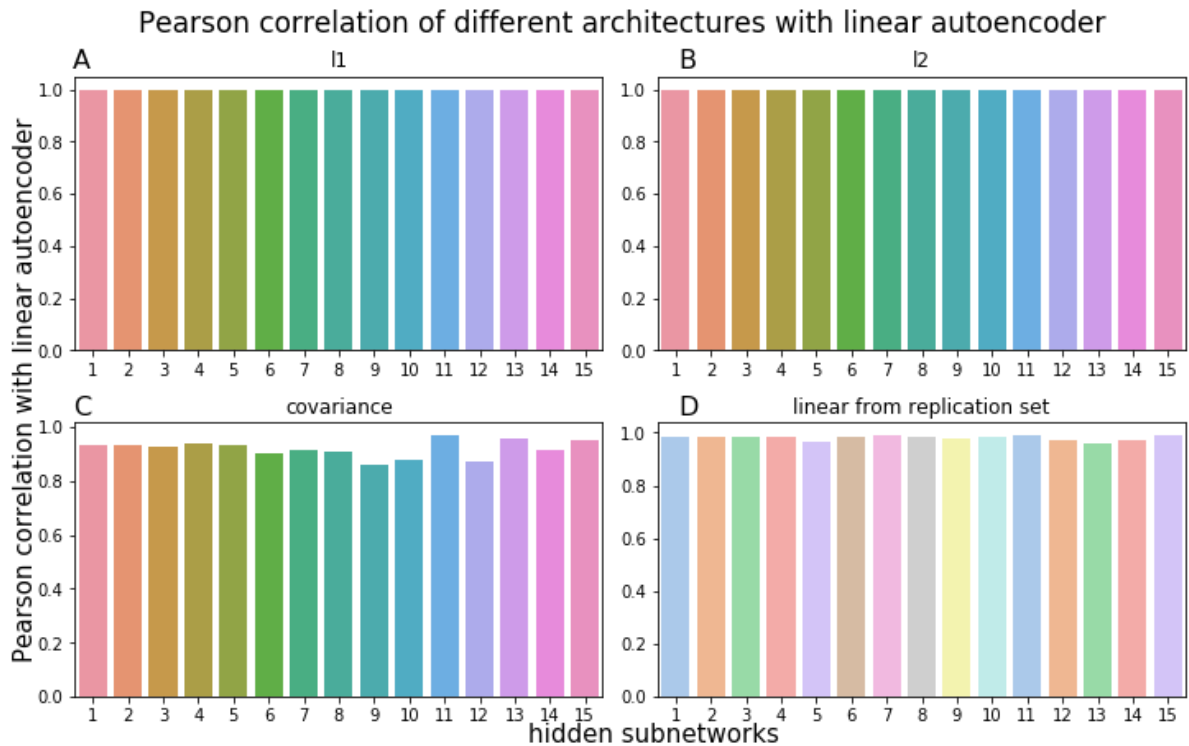 Pearson correlation of different architectures with linear autoencoder
A l1
1.0
0.8
0.6
0.4
0.2
0.0
1 2 3 4 5 6 7 8 9 10 11 12 13 14 15
B l2
1.0
0.8
0.6
0.4
0.2
0.0
1 2 3 4 5 6 7 8 9 10 11 12 13 14 15
Pearson correlation with linear autoencoder
C covariance
1.0
0.8
0.6
0.4
0.2
0.0
1 2 3 4 5 6 7 8 9 10 11 12 13 14 15
D linear from replication set
1.0
0.8
0.6
0.4
0.2
0.0
1 2 3 4 5 6 7 8 9 10 11 12 13 14 15
hidden subnetworks